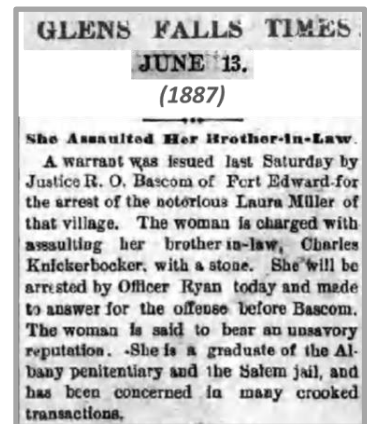 GLENS FALLS TIMES.
JUNE 13.
(1887)
She Assaulted Her Brother-in-Law.
A warrant was issued last Saturday by
Justice R. O. Bascom of Fort Edward for
the arrest of the notorious Laura Miller of
that village. The woman is charged with
assaulting her brother in-law, Charles
Knickerbocker, with a stone. She will be
arrested by Officer Ryan today and made
to answer for the offense before Bascom.
The woman is said to bear an unsavory
reputation. She is a graduate of the Al-
bany penitentiary and the Salem jail, and
has been concerned in many crooked
transactions.